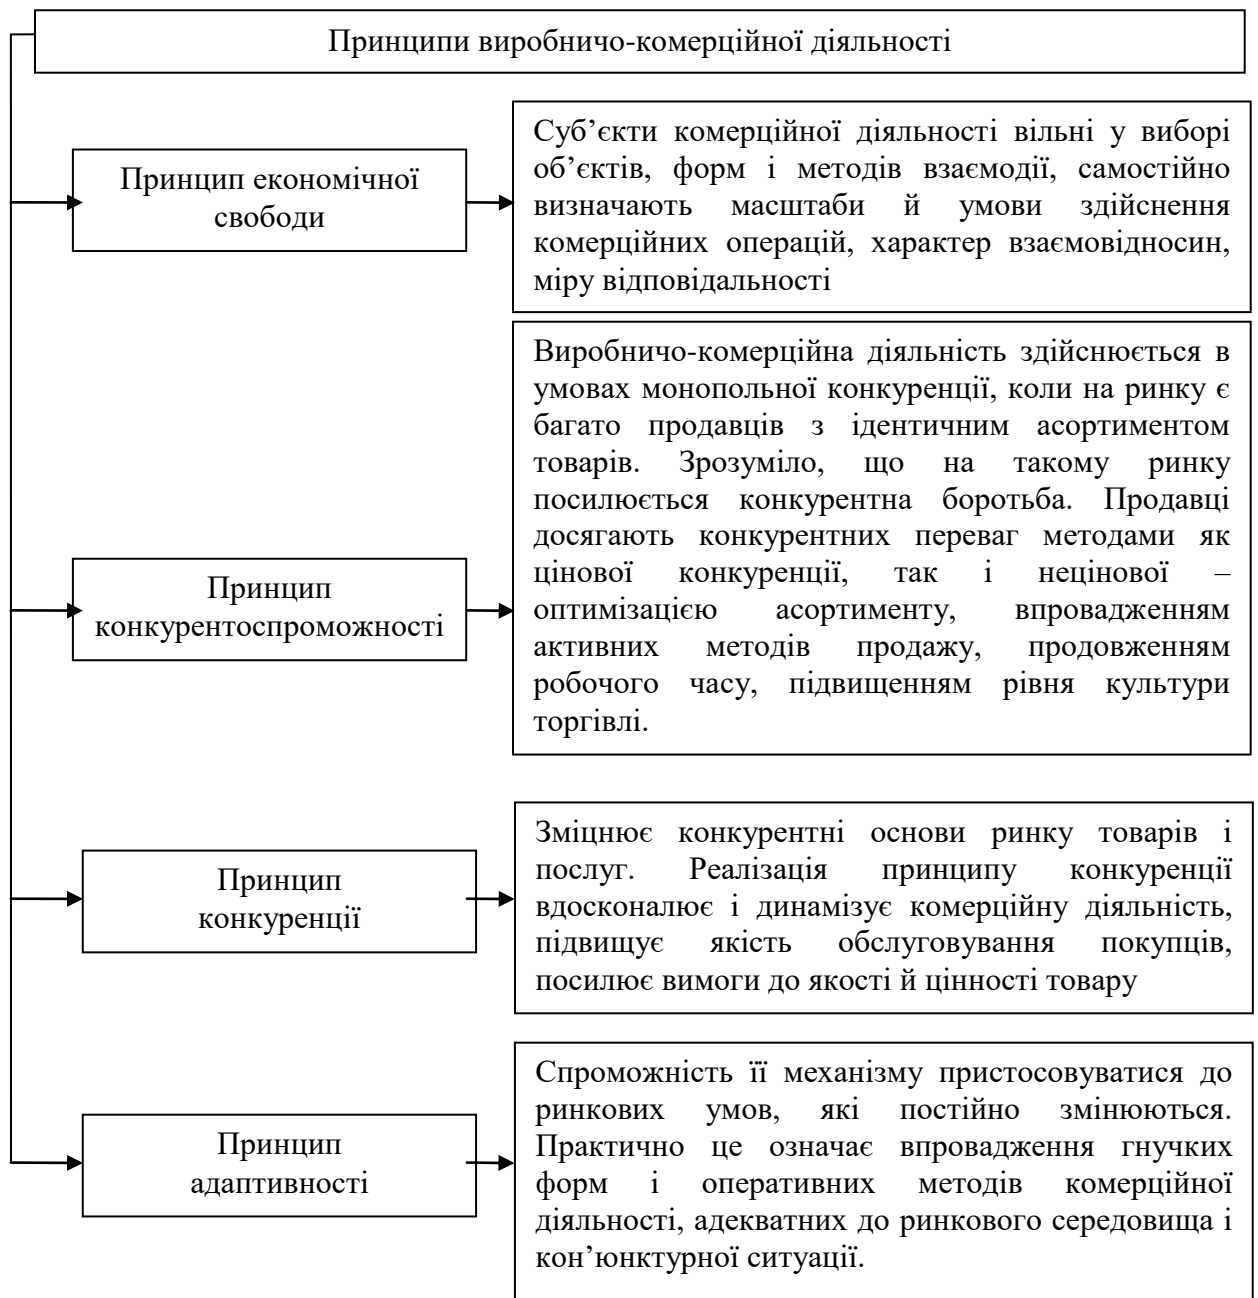 Принципи виробничо-комерційної діяльності
Принцип економічної
свободи
Суб’єкти комерційної діяльності вільні у виборі
об’єктів, форм і методів взаємодії, самостійно
визначають масштаби й умови здійснення
комерційних операцій, характер взаємовідносин,
міру відповідальності
Принцип
конкурентоспроможності
Виробничо-комерційна діяльність здійснюється в
умовах монопольної конкуренції, коли на ринку є
багато продавців з ідентичним асортиментом
товарів. Зрозуміло, що на такому ринку
посилюється конкурентна боротьба. Продавці
досягають конкурентних переваг методами як
цінової конкуренції, так і нецінової –
оптимізацією асортименту, впровадженням
активних методів продажу, продовженням
робочого часу, підвищенням рівня культури
торгівлі.
Принцип
конкуренції
Зміцнює конкурентні основи ринку товарів і
послуг. Реалізація принципу конкуренції
вдосконалює і динамізує комерційну діяльність,
підвищує якість обслуговування покупців,
посилює вимоги до якості й цінності товару
Принцип
адаптивності
Спроможність її механізму пристосовуватися до
ринкових умов, які постійно змінюються.
Практично це означає впровадження гнучких
форм і оперативних методів комерційної
діяльності, адекватних до ринкового середовища і
кон’юнктурної ситуації.